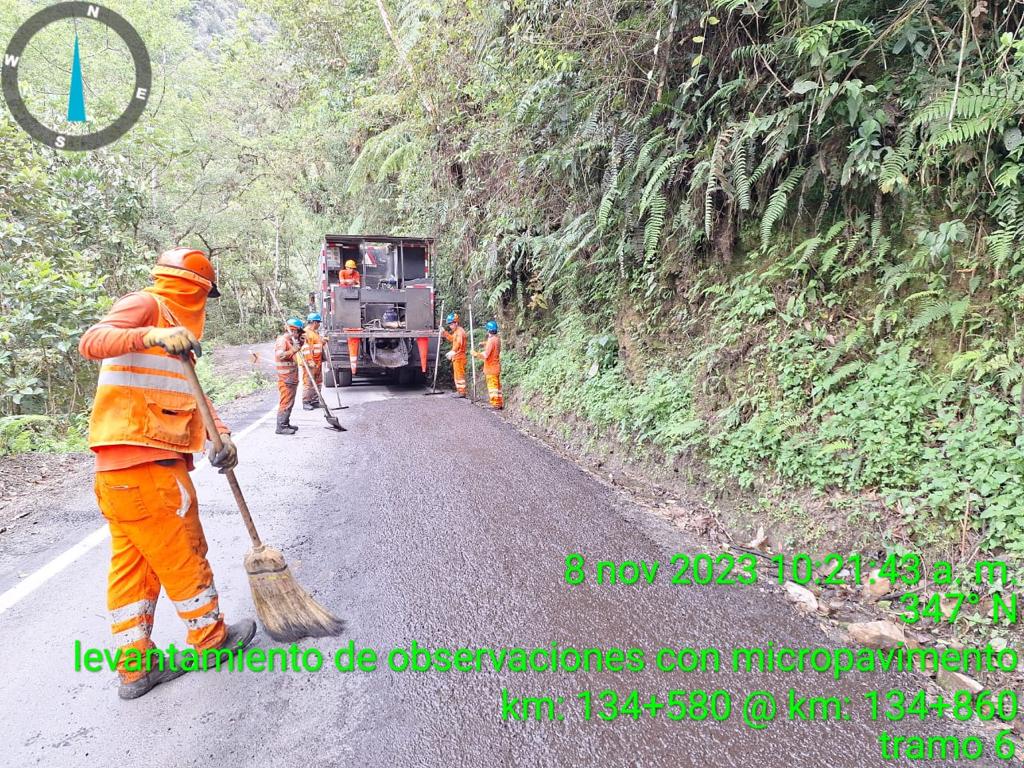 N
W
E
S
8 nov 2023 10:21:43 a. m.
347° N
levantamiento de observaciones con micropavimento
km: 134+580 @ km: 134+860
tramo 6